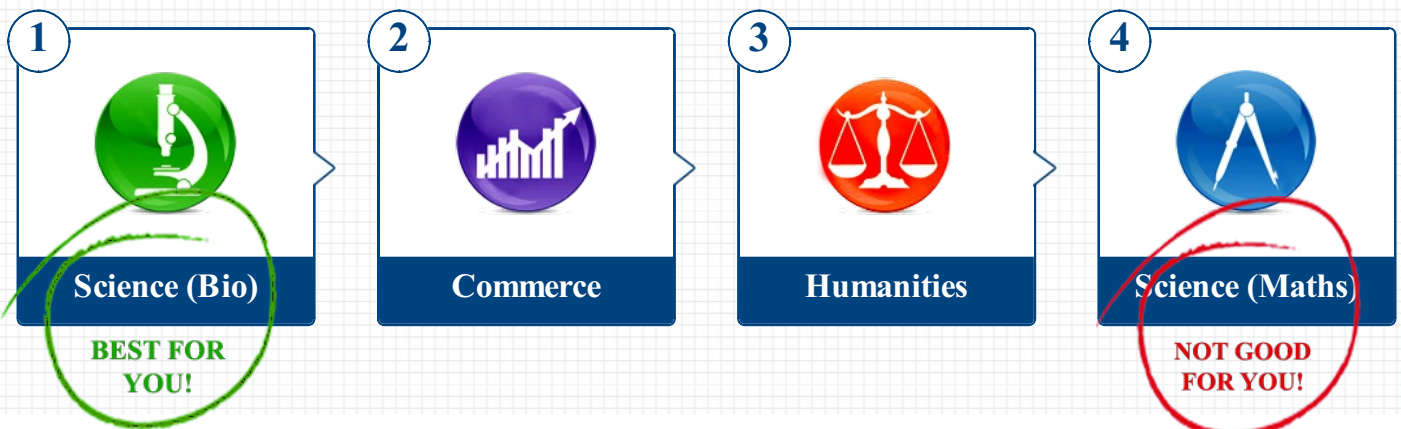 1
2
3
4
Science (Bio)
Commerce
Humanities
Science (Maths)
BEST FOR
YOU!
NOT GOOD
FOR YOU!